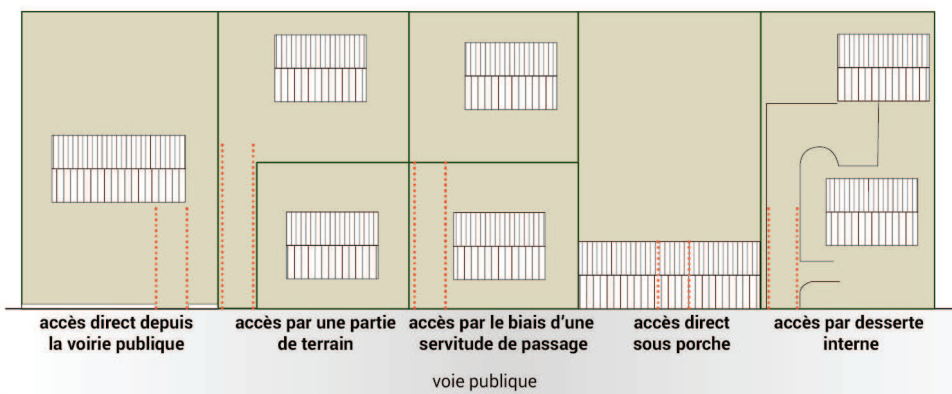 accès direct depuis
la voirie publique
accès par une partie
de terrain
accès par le biais d'une
servitude de passage
accès direct
sous porche
accès par desserte
interne
voie publique